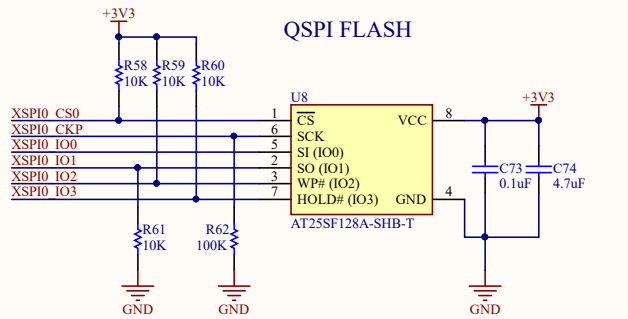 +3V3
QSPI FLASH
R58
10K
R59
10K
R60
10K
U8
+3V3
XSPI0_CS0
XSPI0_CKP
XSPI0_IO0
XSPI0_IO1
XSPI0_IO2
XSPI0_IO3
1
6
5
2
3
7
CS
SCK
SI (IO0)
SO (IO1)
WP# (IO2)
HOLD# (IO3)
VCC
GND
8
4
C73
0.1uF
C74
4.7uF
AT25SF128A-SHB-T
R61
10K
R62
100K
GND
GND
GND